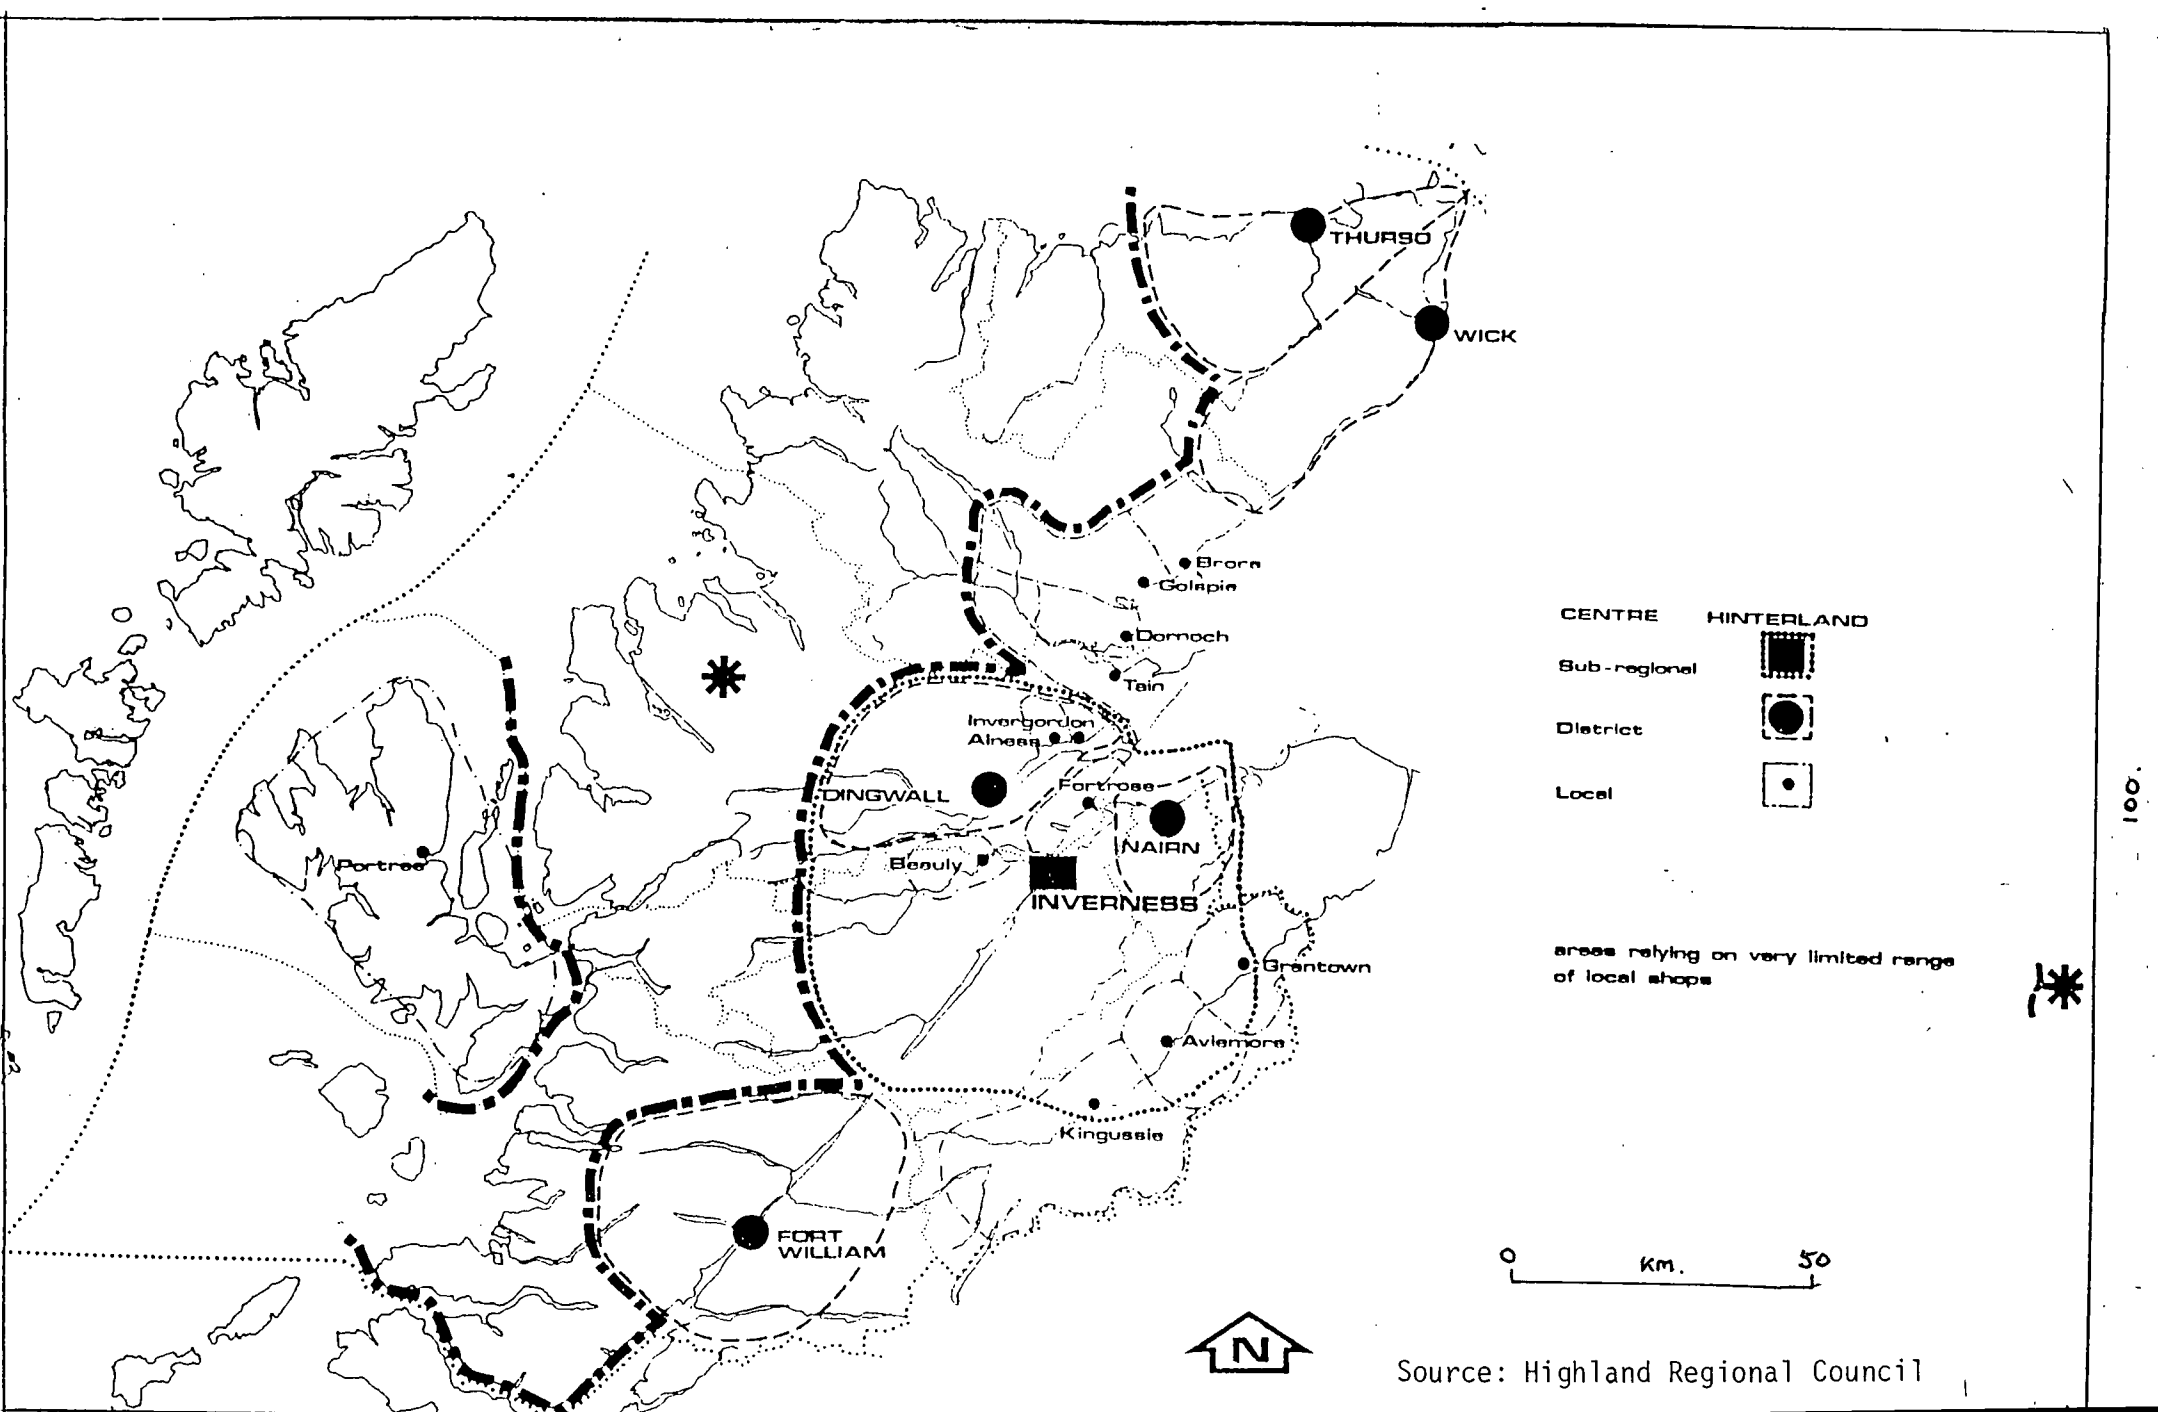 THURSO
WICK
Brora
Golspie
Dornoch
Tain
Invergordon
Alness
DINGWALL
Fortrose
NAIRN
Beauly
INVERNESS
Portree
Grantown
Aviemore
Kingussie
FORT
WILLIAM
CENTRE HINTERLAND
Sub-regional
District
Local
areas relying on very limited range
of local shops
0 Km. 50
N
Source: Highland Regional Council
100.